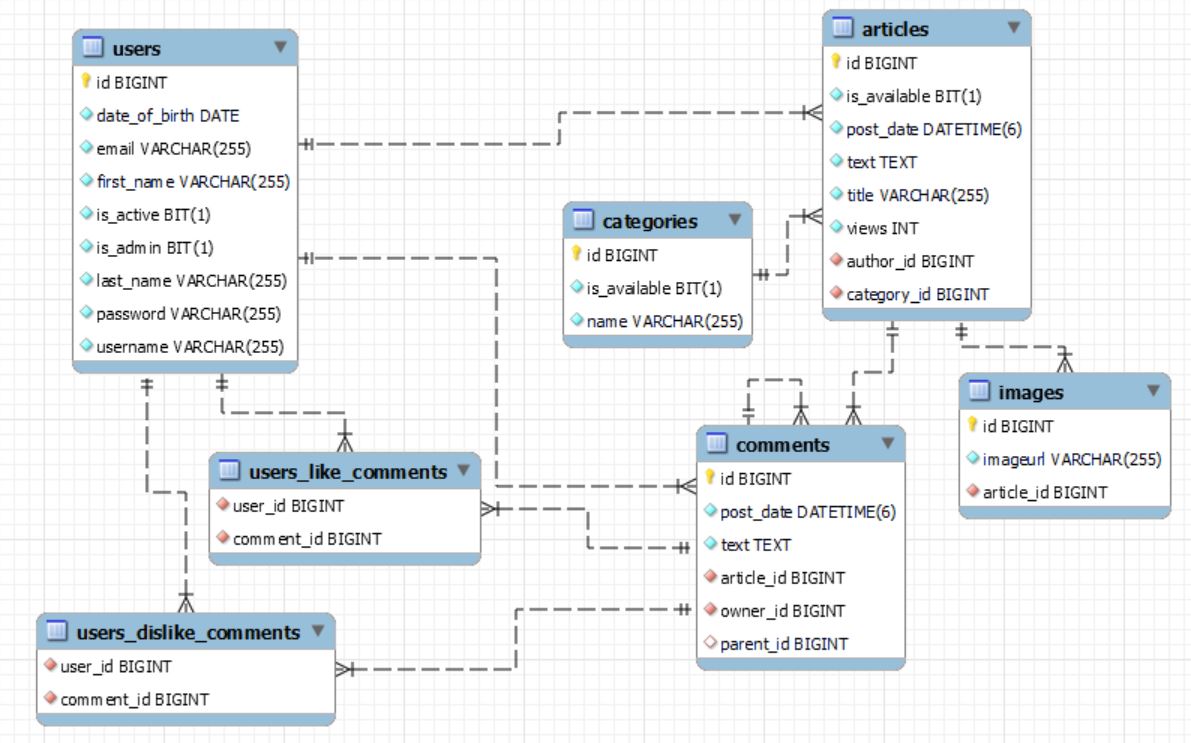 users
id BIGINT
date_of_birth DATE
email VARCHAR(255)
first_name VARCHAR(255)
is_active BIT(1)
is_admin BIT(1)
last_name VARCHAR(255)
password VARCHAR(255)
username VARCHAR(255)
articles
id BIGINT
is_available BIT(1)
post_date DATETIME(6)
text TEXT
title VARCHAR(255)
views INT
author_id BIGINT
category_id BIGINT
categories
id BIGINT
is_available BIT(1)
name VARCHAR(255)
images
id BIGINT
imageurl VARCHAR(255)
article_id BIGINT
comments
id BIGINT
post_date DATETIME(6)
text TEXT
article_id BIGINT
owner_id BIGINT
parent_id BIGINT
users_like_comments
user_id BIGINT
comment_id BIGINT
users_dislike_comments
user_id BIGINT
comment_id BIGINT